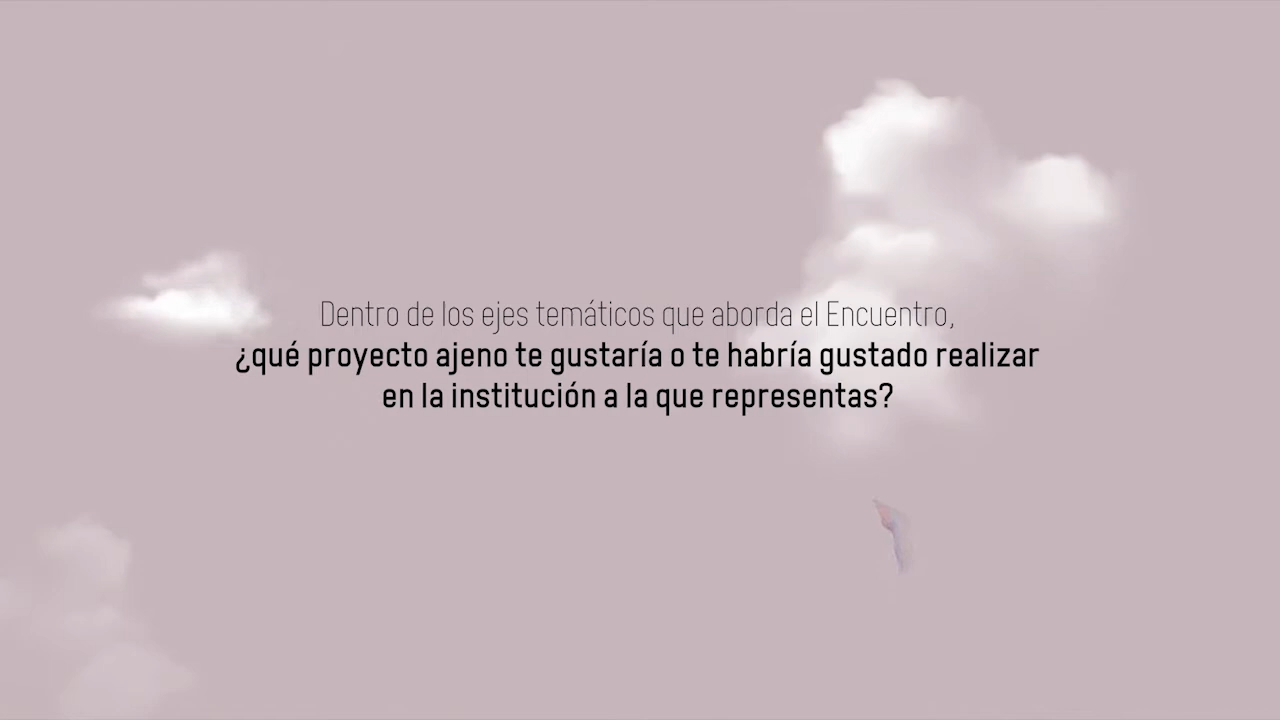 Dentro de los ejes temáticos que aborda el Encuentro,
¿qué proyecto ajeno te gustaría o te habría gustado realizar
en la institución a la que representas?